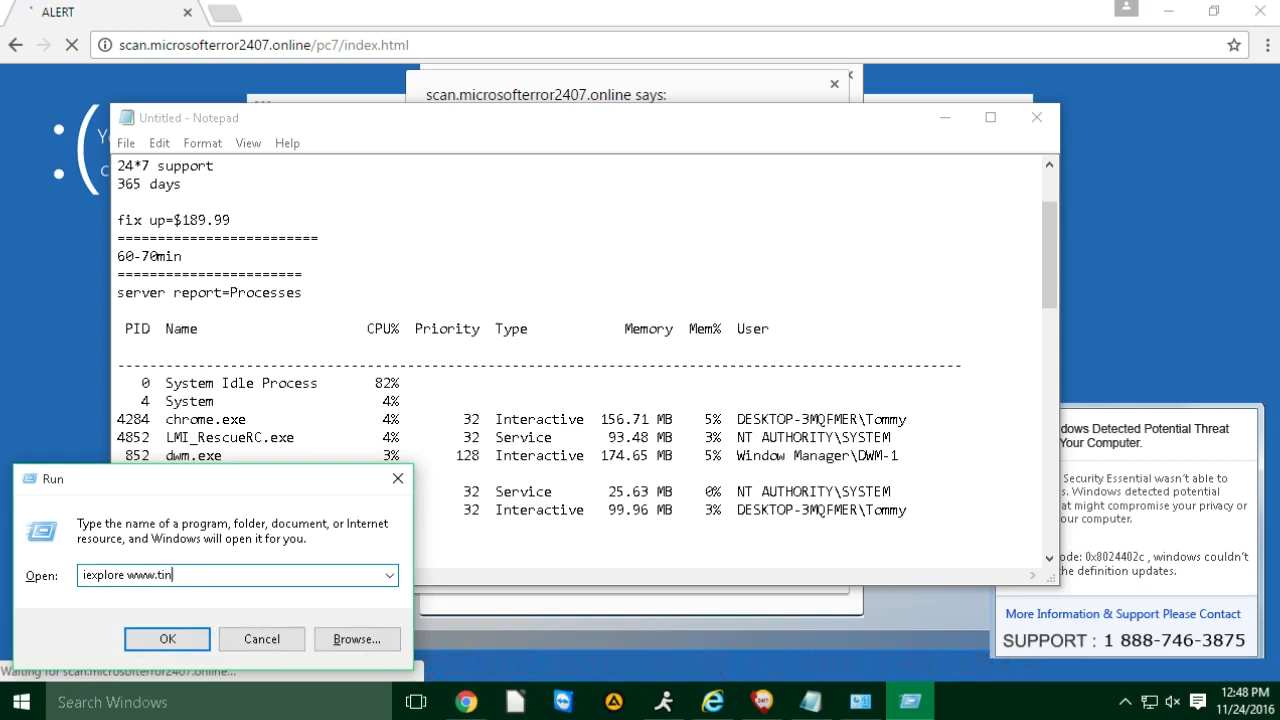 ALERT
scan.microsofterror2407.online/pc7/index.html
scan.microsofterror2407.online says:
Untitled - Notepad
File Edit Format View Help
24*7 support
365 days
fix up=$189.99
=========================
60-70min
=======================
server report=Processes
PID Name CPU% Priority Type Memory Mem% User
0 System Idle Process 82%
4 System 4%
4284 chrome.exe 4% 32 Interactive 156.71 MB 5% DESKTOP-3MQFMER\Tommy
4852 LMI_RescueRC.exe 4% 32 Service 93.48 MB 3% NT AUTHORITY\SYSTEM
852 dwm.exe 3% 128 Interactive 174.65 MB 5% Window Manager\DWM-1
32 Service 25.63 MB 0% NT AUTHORITY\SYSTEM
32 Interactive 99.96 MB 3% DESKTOP-3MQFMER\Tommy
Run
Type the name of a program, folder, document, or Internet
resource, and Windows will open it for you.
Open: iexplore www.tin
OK Cancel Browse...
dows Detected Potential Threat
Your Computer.
Security Essential wasn't able to
s. Windows detected potential
at might compromise your privacy or
our computer.
ode: 0x8024402c , windows couldn't
the definition updates.
More Information & Support Please Contact
SUPPORT : 1 888-746-3875
Waiting for scan.microsofterror2407.online...
Search Windows
12:48 PM
11/24/2016